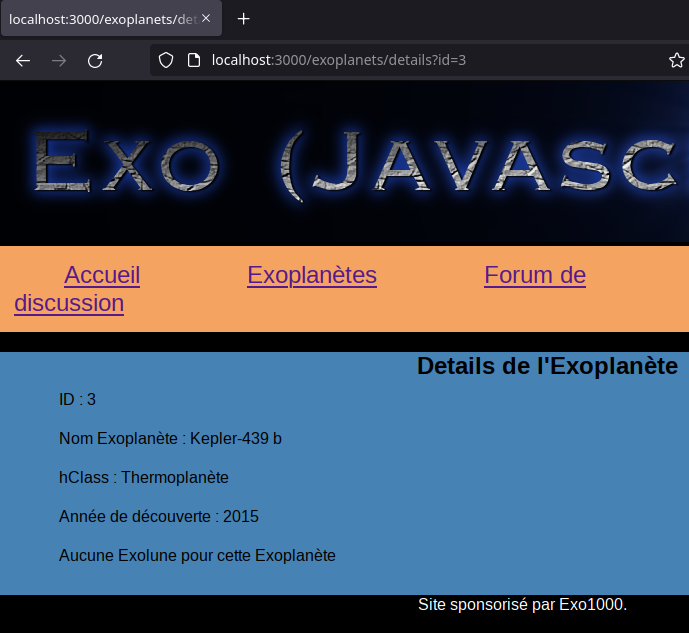 localhost:3000/exoplanets/det
localhost:3000/exoplanets/details?id=3
Exo (Javasc
Accueil Exoplanètes Forum de
discussion
Details de l'Exoplanète
ID : 3
Nom Exoplanète : Kepler-439 b
hClass : Thermoplanète
Année de découverte : 2015
Aucune Exolune pour cette Exoplanète
Site sponsorisé par Exo1000.